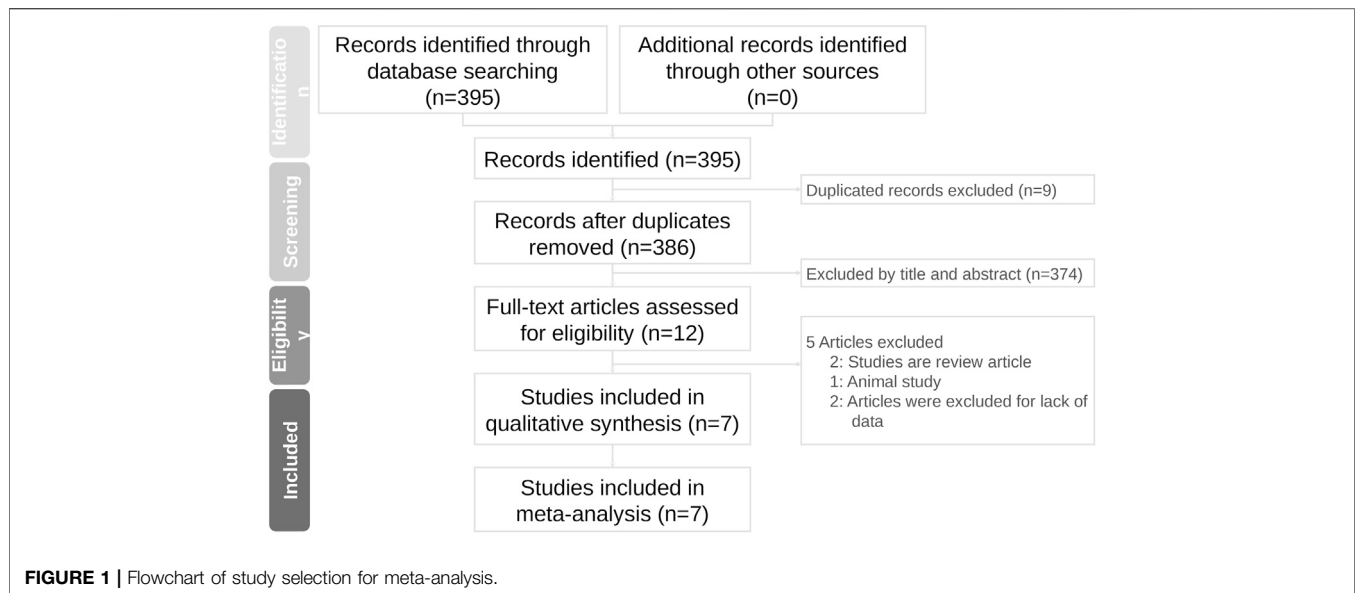 Identificatio
n
Records identified through
database searching
(n=395)
Additional records identified
through other sources
(n=0)
Records identified (n=395)
Screening
Duplicated records excluded (n=9)
Records after duplicates
removed (n=386)
Excluded by title and abstract (n=374)
Eligibilit
y
Full-text articles assessed
for eligibility (n=12)
5 Articles excluded
2: Studies are review article
1: Animal study
2: Articles were excluded for lack of
data
Included
Studies included in
qualitative synthesis (n=7)
Studies included in
meta-analysis (n=7)
FIGURE 1 | Flowchart of study selection for meta-analysis.